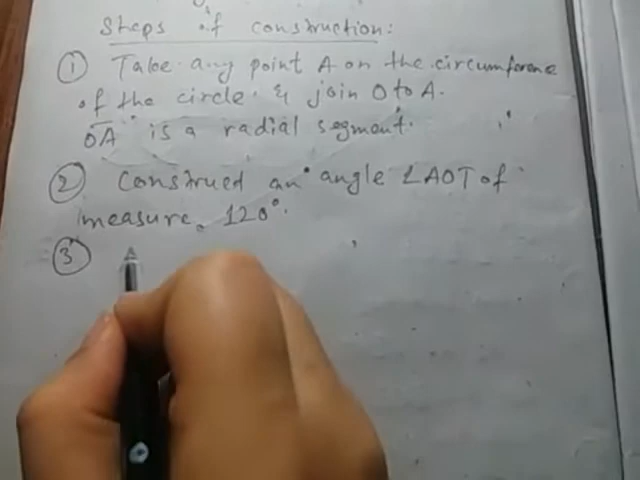 Steps of construction:
① Take any point A on the circumference
of the circle & join O to A.
OA is a radial segment.
② Construed an angle ∠AOT of
measure 120°.
③